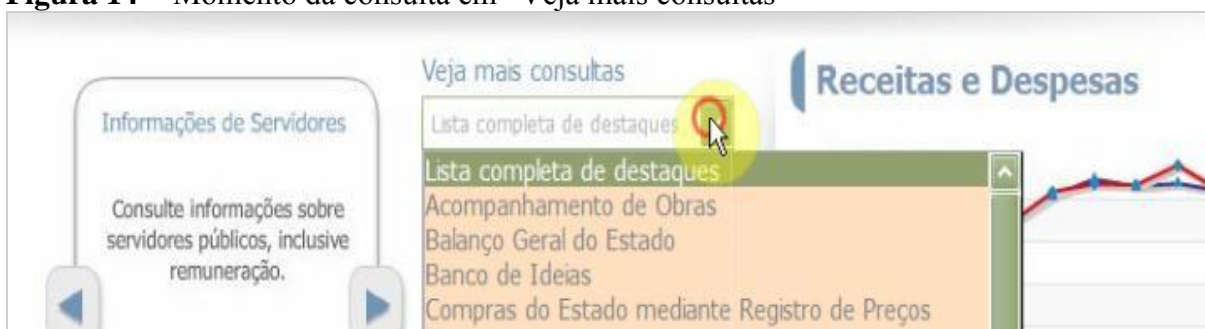 Figura 14 – Momento da consulta em "Veja mais consultas"
Informações de Servidores
Consulte informações sobre
servidores públicos, inclusive
remuneração.
Veja mais consultas
Lista completa de destaques
Lista completa de destaques
Acompanhamento de Obras
Balanço Geral do Estado
Banco de Ideias
Compras do Estado mediante Registro de Preços
Receitas e Despesas